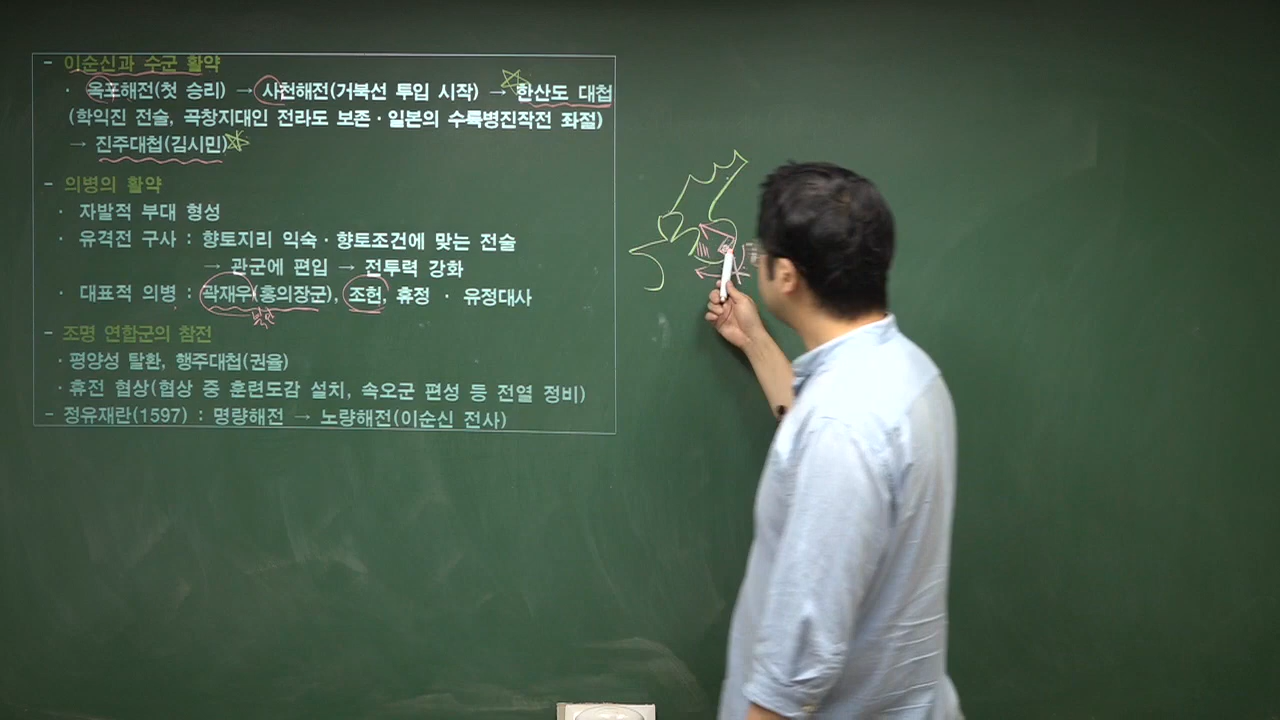 - 이순신과 수군 활약
· 옥포해전(첫 승리) → 사천해전(거북선 투입 시작) → 한산도 대첩
(학익진 전술, 곡창지대인 전라도 보존·일본의 수륙병진작전 좌절)
→ 진주대첩(김시민)
- 의병의 활약
· 자발적 부대 형성
· 유격전 구사 : 향토지리 익숙·향토조건에 맞는 전술
→ 관군에 편입 → 전투력 강화
· 대표적 의병 : 곽재우(홍의장군), 조헌, 휴정 · 유정대사
- 조명 연합군의 참전
· 평양성 탈환, 행주대첩(권율)
· 휴전 협상(협상 중 훈련도감 설치, 속오군 편성 등 전열 정비)
- 정유재란(1597) : 명량해전 → 노량해전(이순신 전사)